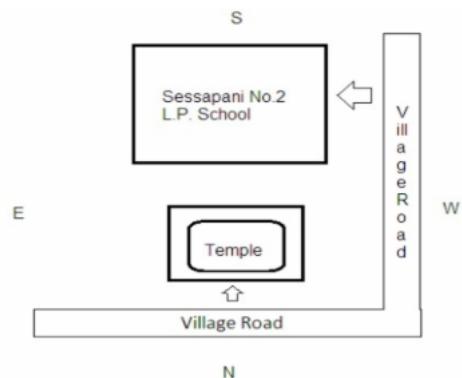 S
Sessapani No.2
L.P. School
Village Road
E
W
Temple
Village Road
N